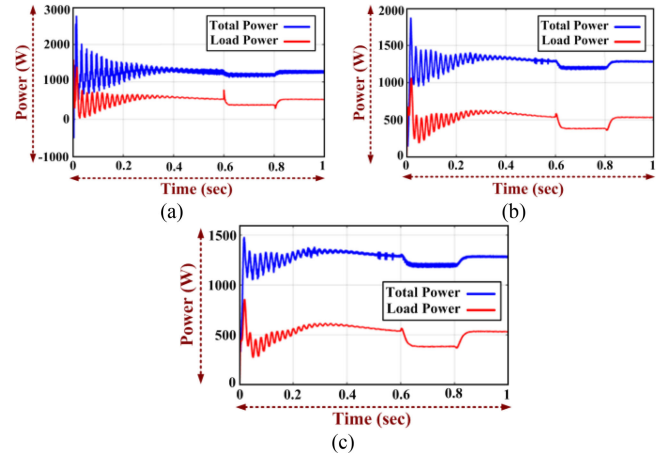 3000
2000
1000
0
-1000
Power (W)
Total Power
Load Power
0 0.2 0.4 0.6 0.8 1
Time (sec)
(a)
2000
1500
1000
500
0
Power (W)
Total Power
Load Power
0 0.2 0.4 0.6 0.8 1
Time (sec)
(b)
1500
1000
500
0
Power (W)
Total Power
Load Power
0 0.2 0.4 0.6 0.8 1
Time (sec)
(c)